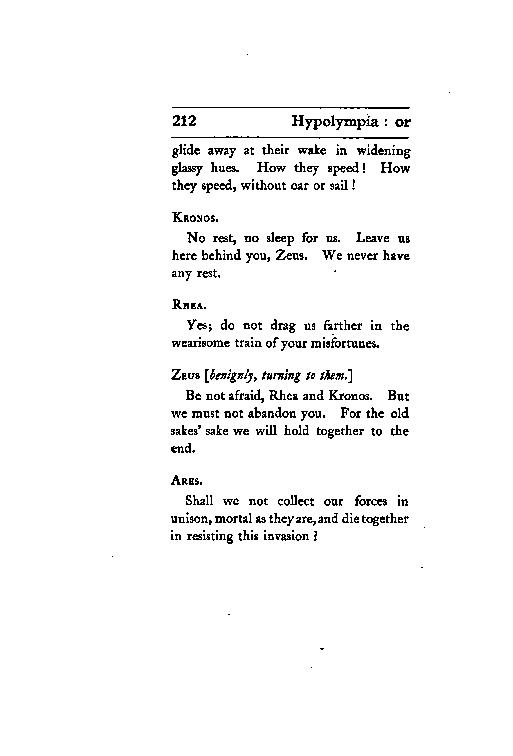 212 Hypolympia : or
glide away at their wake in widening
glassy hues. How they speed! How
they speed, without oar or sail!
KRONOS.
No rest, no sleep for us. Leave us
here behind you, Zeus. We never have
any rest.
RHEA.
Yes; do not drag us farther in the
wearisome train of your misfortunes.
ZEUS [benignly, turning to them.]
Be not afraid, Rhea and Kronos. But
we must not abandon you. For the old
sakes' sake we will hold together to the
end.
ARES.
Shall we not collect our forces in
unison, mortal as they are, and die together
in resisting this invasion?